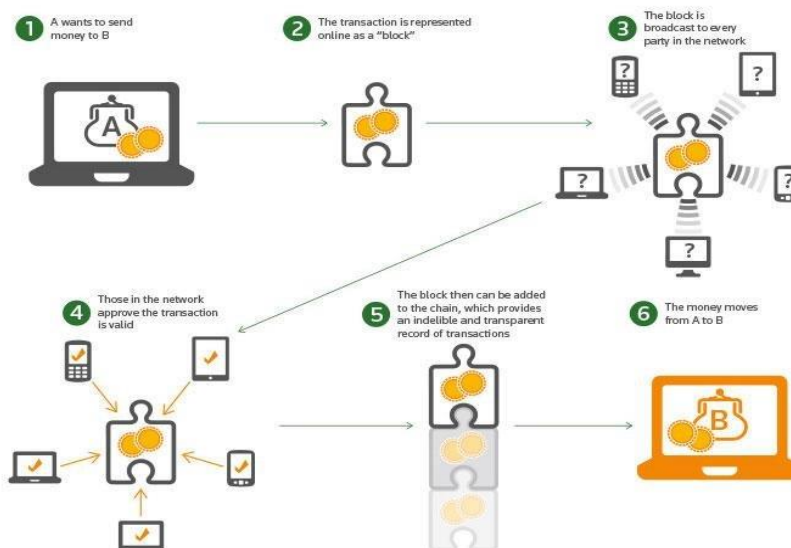 1
A wants to send
money to B
2
The transaction is represented
online as a “block”
3
The block is
broadcast to every
party in the network
A
?
?
?
?
?
4
Those in the network
approve the transaction
is valid
5
The block then can be added
to the chain, which provides
an indelible and transparent
record of transactions
6
The money moves
from A to B
B